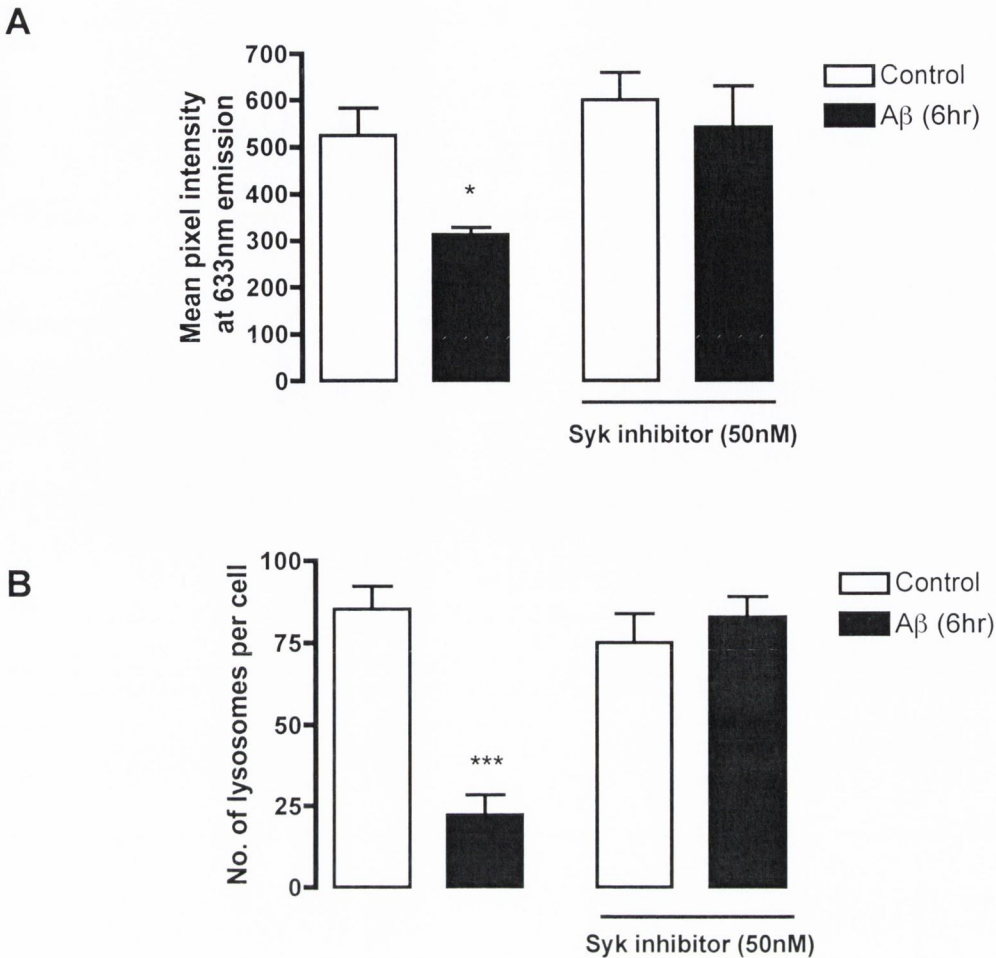 A
Mean pixel intensity
at 633nm emission
700
600
500
400
300
200
100
0
*
Control
Aβ (6hr)
Syk inhibitor (50nM)
B
No. of lysosomes per cell
100
75
50
25
0
***
Control
Aβ (6hr)
Syk inhibitor (50nM)